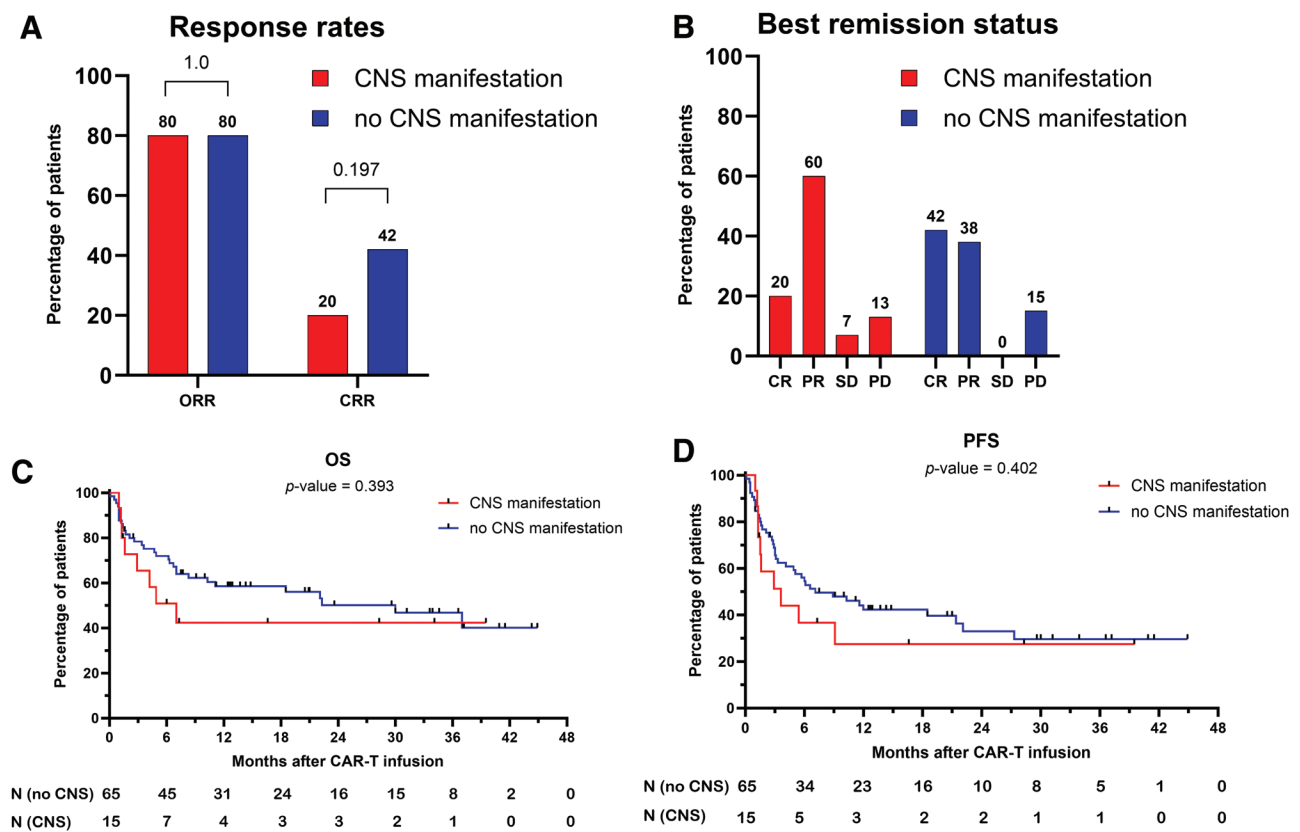 A
Response rates
1.0
CNS manifestation
no CNS manifestation
0.197
Percentage of patients
100
80
60
40
20
0
80
80
20
42
ORR
CRR
B
Best remission status
CNS manifestation
no CNS manifestation
Percentage of patients
100
80
60
40
20
0
20
60
7
13
42
38
0
15
CR PR SD PD CR PR SD PD
C
OS
p-value = 0.393
CNS manifestation
no CNS manifestation
Percentage of patients
100
80
60
40
20
0
0 6 12 18 24 30 36 42 48
Months after CAR-T infusion
N (no CNS) 65 45 31 24 16 15 8 2 0
N (CNS) 15 7 4 3 3 2 1 0 0
D
PFS
p-value = 0.402
CNS manifestation
no CNS manifestation
Percentage of patients
100
80
60
40
20
0
0 6 12 18 24 30 36 42 48
Months after CAR-T infusion
N (no CNS) 65 34 23 16 10 8 5 1 0
N (CNS) 15 5 3 2 2 1 1 0 0